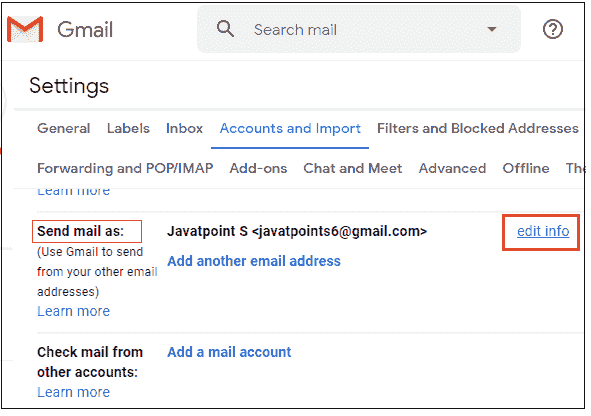 Gmail
Search mail
Settings
General Labels Inbox Accounts and Import Filters and Blocked Addresses
Forwarding and POP/IMAP Add-ons Chat and Meet Advanced Offline The
Learn more
Send mail as: Javatpoint S <javatpoints6@gmail.com> edit info
(Use Gmail to send
Add another email address
from your other email
addresses)
Learn more
Check mail from Add a mail account
other accounts:
Learn more